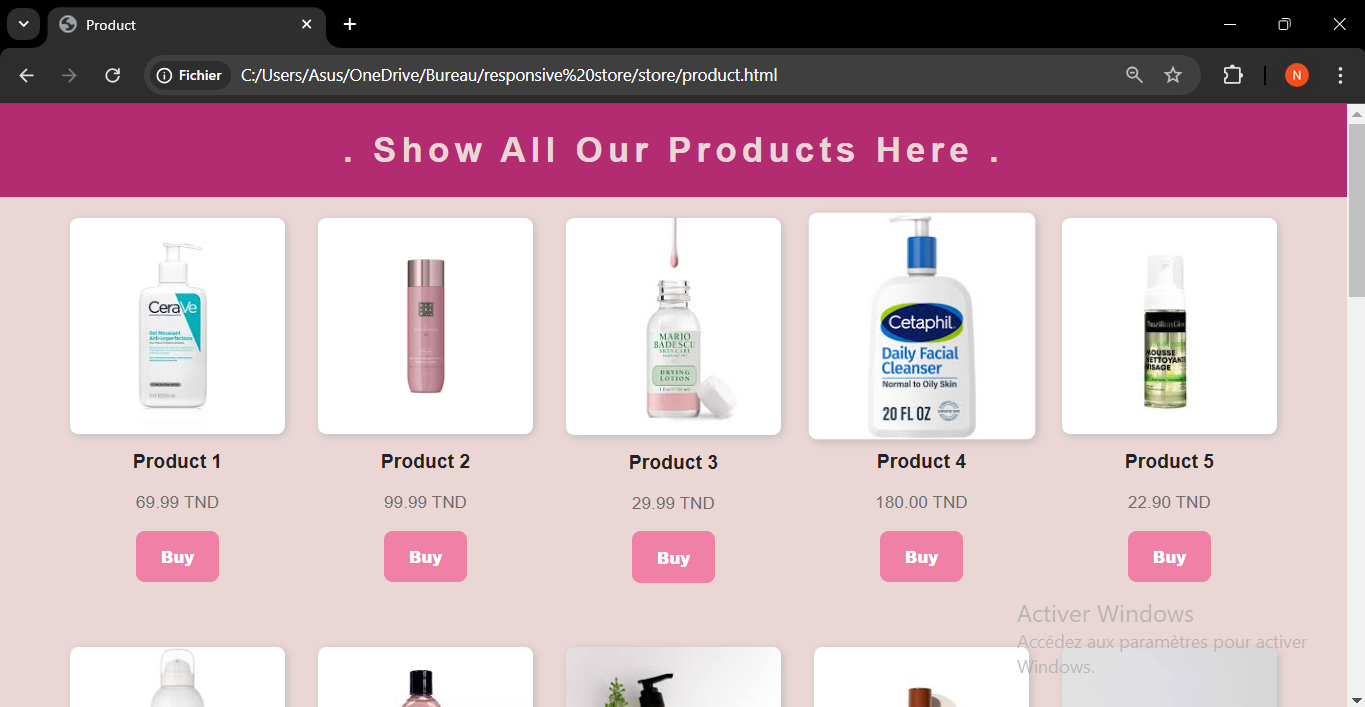 Product
Fichier
C:/Users/Asus/OneDrive/Bureau/responsive%20store/store/product.html
N
. Show All Our Products Here .
CeraVe
Gel Moussant
Anti-Imperfections
MARIO
BADESCU
SKIN CARE
DRYING
LOTION
Cetaphil
Daily Facial
Cleanser
Normal to Oily Skin
20 FL OZ
MOUSSE
NETTOYANTE
VISAGE
Product 1
Product 2
Product 3
Product 4
Product 5
69.99 TND
99.99 TND
29.99 TND
180.00 TND
22.90 TND
Buy
Buy
Buy
Buy
Buy
Activer Windows
Accédez aux paramètres pour activer
Windows.